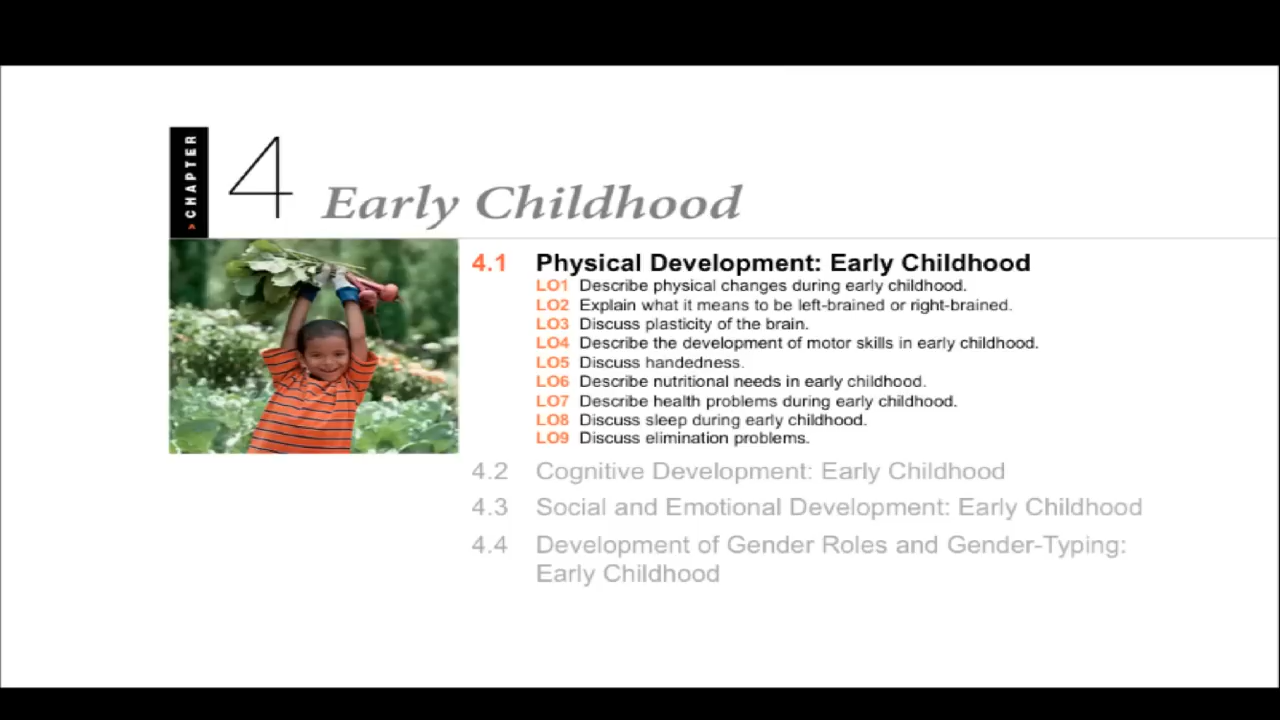 CHAPTER
4 Early Childhood
4.1 Physical Development: Early Childhood
LO1 Describe physical changes during early childhood.
LO2 Explain what it means to be left-brained or right-brained.
LO3 Discuss plasticity of the brain.
LO4 Describe the development of motor skills in early childhood.
LO5 Discuss handedness.
LO6 Describe nutritional needs in early childhood.
LO7 Describe health problems during early childhood.
LO8 Discuss sleep during early childhood.
LO9 Discuss elimination problems.
4.2 Cognitive Development: Early Childhood
4.3 Social and Emotional Development: Early Childhood
4.4 Development of Gender Roles and Gender-Typing:
Early Childhood